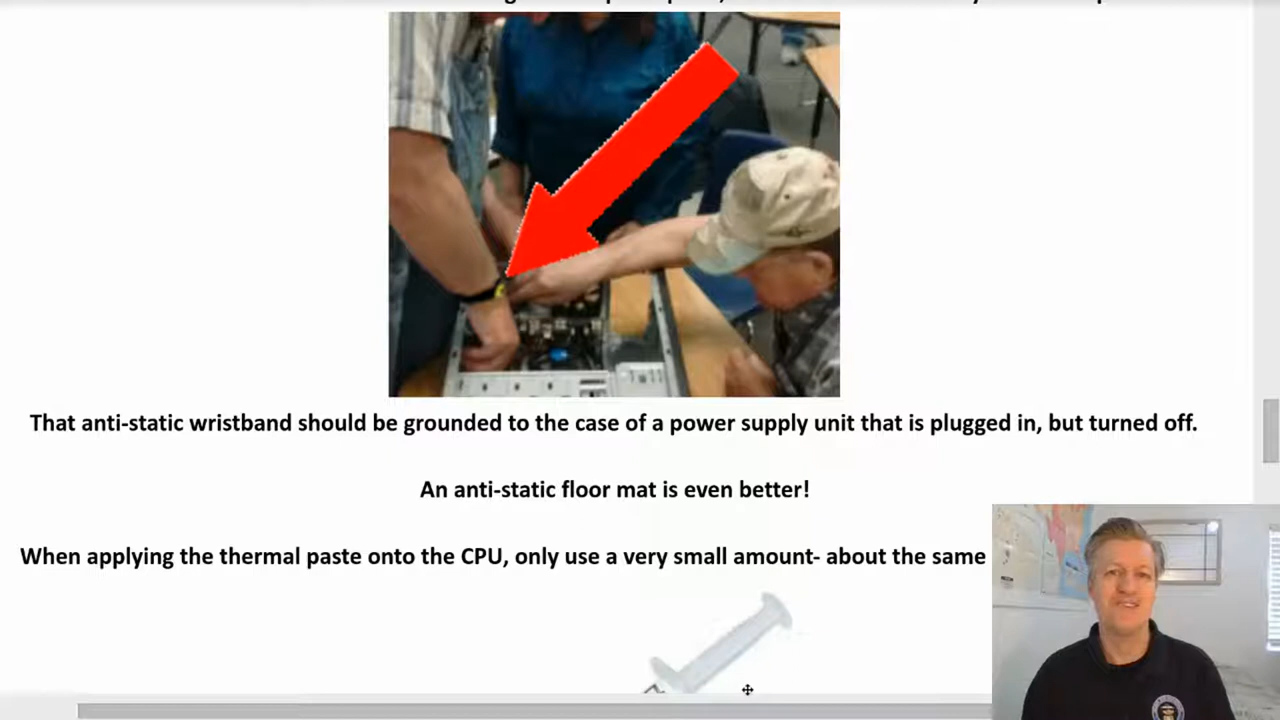 That anti-static wristband should be grounded to the case of a power supply unit that is plugged in, but turned off.
An anti-static floor mat is even better!
When applying the thermal paste onto the CPU, only use a very small amount- about the same